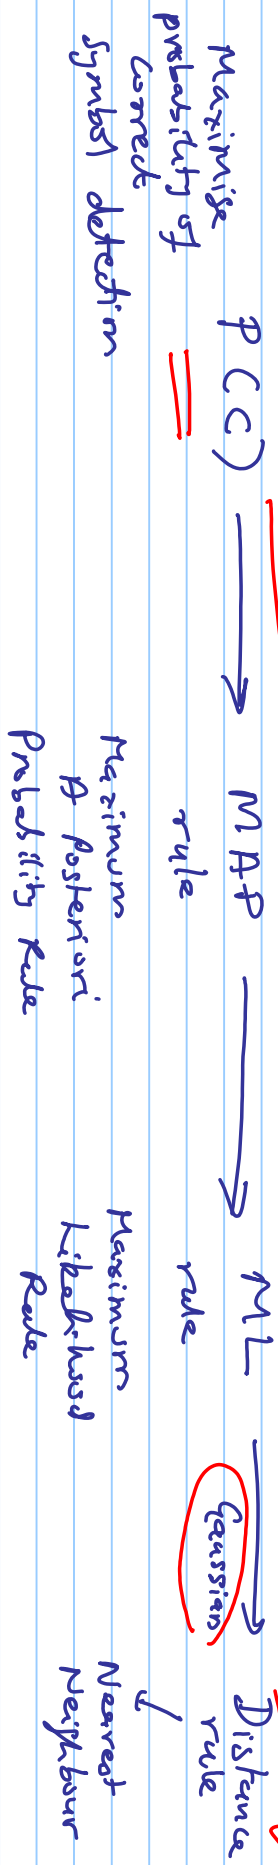 P(C) → MAP → ML → Distance
Maximise
probability of
correct
symbol detection
rule
Maximum
A Posteriori
Probability Rule
rule
Maximum
Likelihood
Rule
Gaussian
rule
Nearest
Neighbour